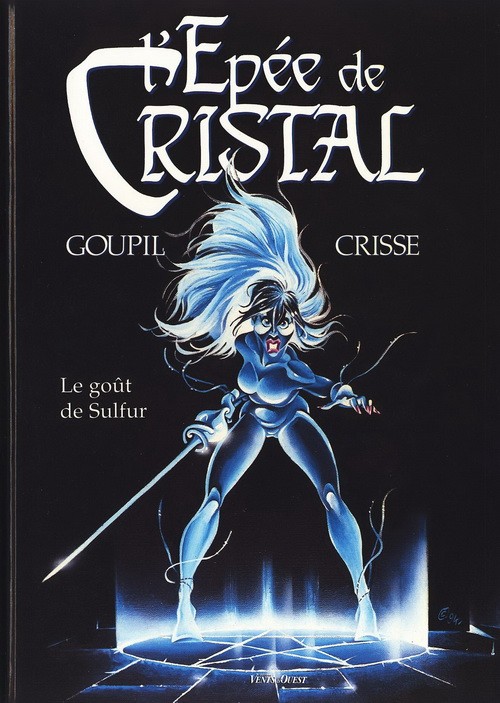 l'Epée de
CRISTAL
GOUPIL CRISSE
Le goût
de Sulfur
VENTS D'OUEST